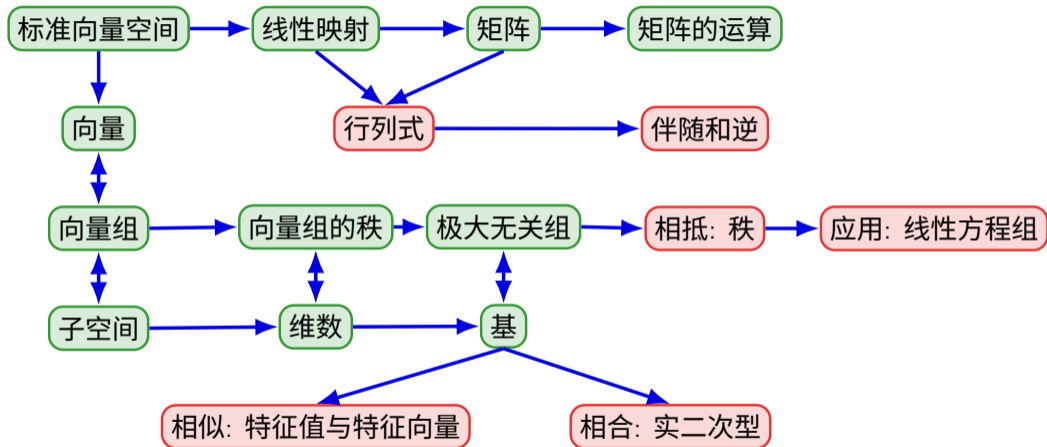 标准向量空间
线性映射
矩阵
矩阵的运算
向量
行列式
伴随和逆
向量组
向量组的秩
极大无关组
相抵: 秩
应用: 线性方程组
子空间
维数
基
相似: 特征值与特征向量
相合: 实二次型